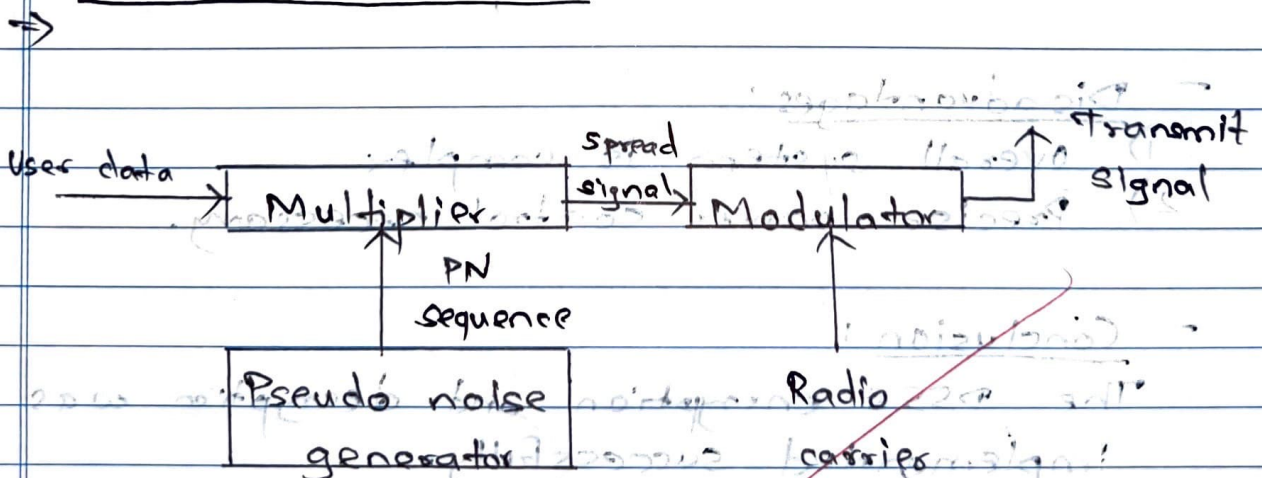 ⇒
User data
Multiplier
spread
signal
Modulator
Transmit
signal
PN
sequence
Pseudo noise
generator
Radio
carrier